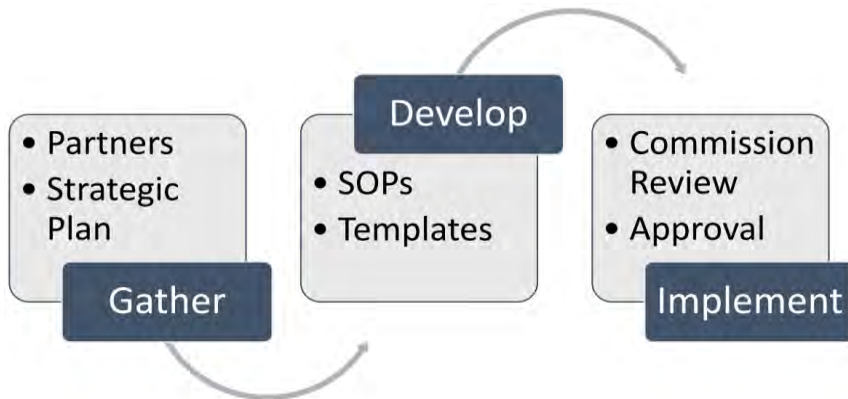 • Partners
• Strategic
Plan
Gather
Develop
• SOPs
• Templates
• Commission
Review
• Approval
Implement